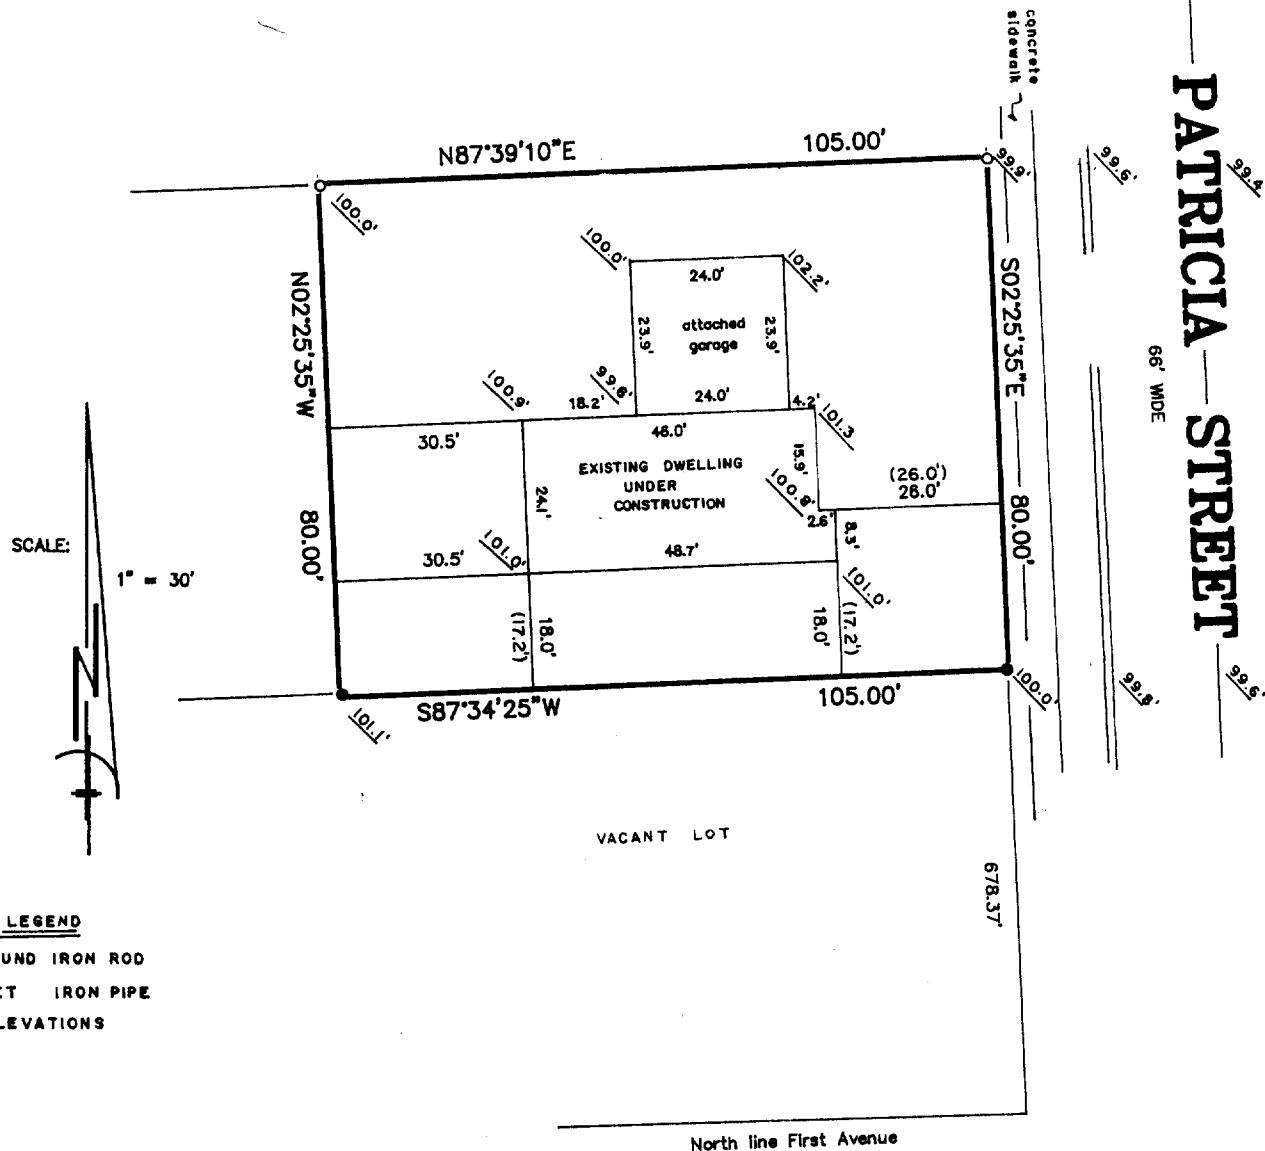 concrete
sidewalk
PATRICIA STREET
66' WIDE
N87°39'10"E
105.00'
99.9'
99.6'
99.4
100.0'
N02°25'35"W
80.00'
S02°25'35"E
80.00'
100.0'
102.2'
24.0'
23.9'
attached
garage
23.9'
99.6'
100.9'
18.2'
24.0'
4.2'
101.3
30.5'
46.0'
15.9'
(26.0')
26.0'
EXISTING DWELLING
UNDER
CONSTRUCTION
24.1'
100.8'
2.6'
8.3'
101.0'
30.5'
48.7'
101.0'
(17.2')
18.0'
18.0'
(17.2')
SCALE:
1" = 30'
N
S87°34'25"W
105.00'
101.1'
100.0'
99.8'
99.6'
VACANT LOT
678.37'
LEGEND
UND IRON ROD
ET IRON PIPE
LEVATIONS
North line First Avenue